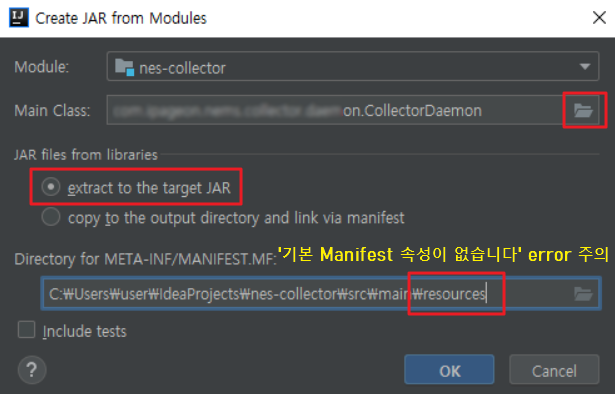 IJ Create JAR from Modules
Module: nes-collector
Main Class: on.CollectorDaemon
JAR files from libraries
extract to the target JAR
copy to the output directory and link via manifest
Directory for META-INF/MANIFEST.MF: '기본 Manifest 속성이 없습니다' error 주의
C:₩Users₩user₩IdeaProjects₩nes-collector₩src₩main₩resources
Include tests
? OK Cancel